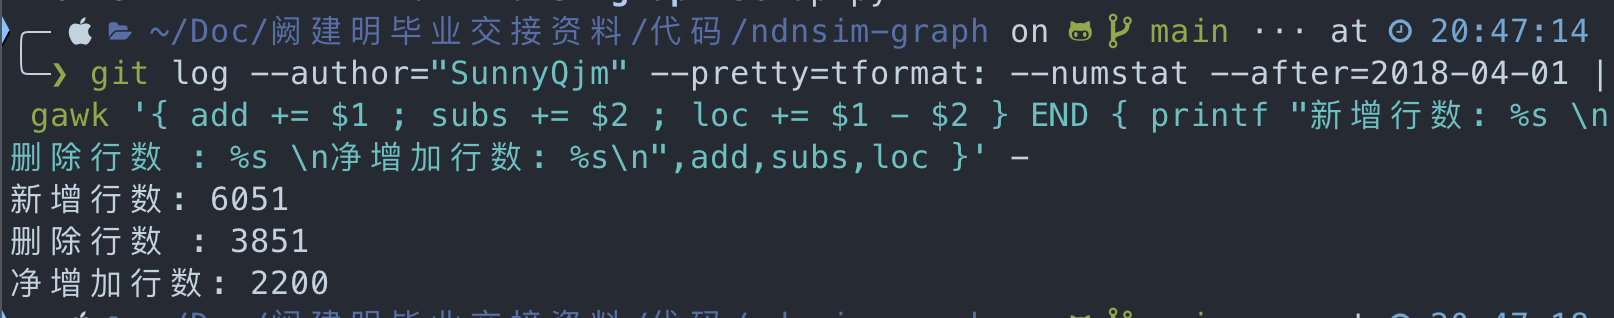 ~/Doc/阙建明毕业交接资料/代码/ndnsim-graph on main ··· at 20:47:14
❯ git log --author="SunnyQjm" --pretty=tformat: --numstat --after=2018-04-01 |
gawk '{ add += $1 ; subs += $2 ; loc += $1 - $2 } END { printf "新增行数: %s \n
删除行数 : %s \n净增加行数: %s\n",add,subs,loc }' -
新增行数: 6051
删除行数 : 3851
净增加行数: 2200